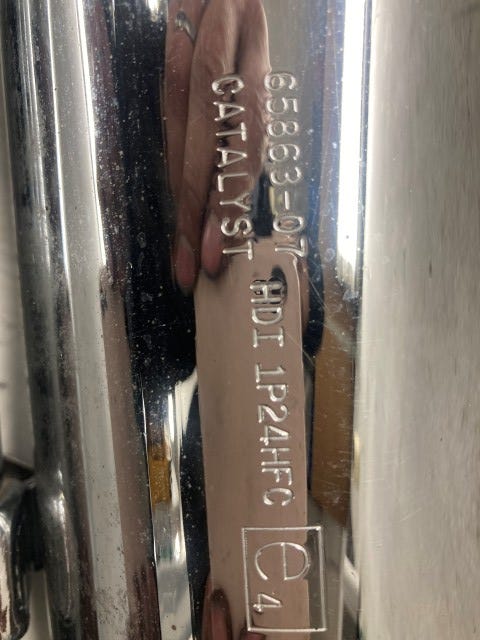 65863-07 HDI 1P24HFC
CATALYST
e4